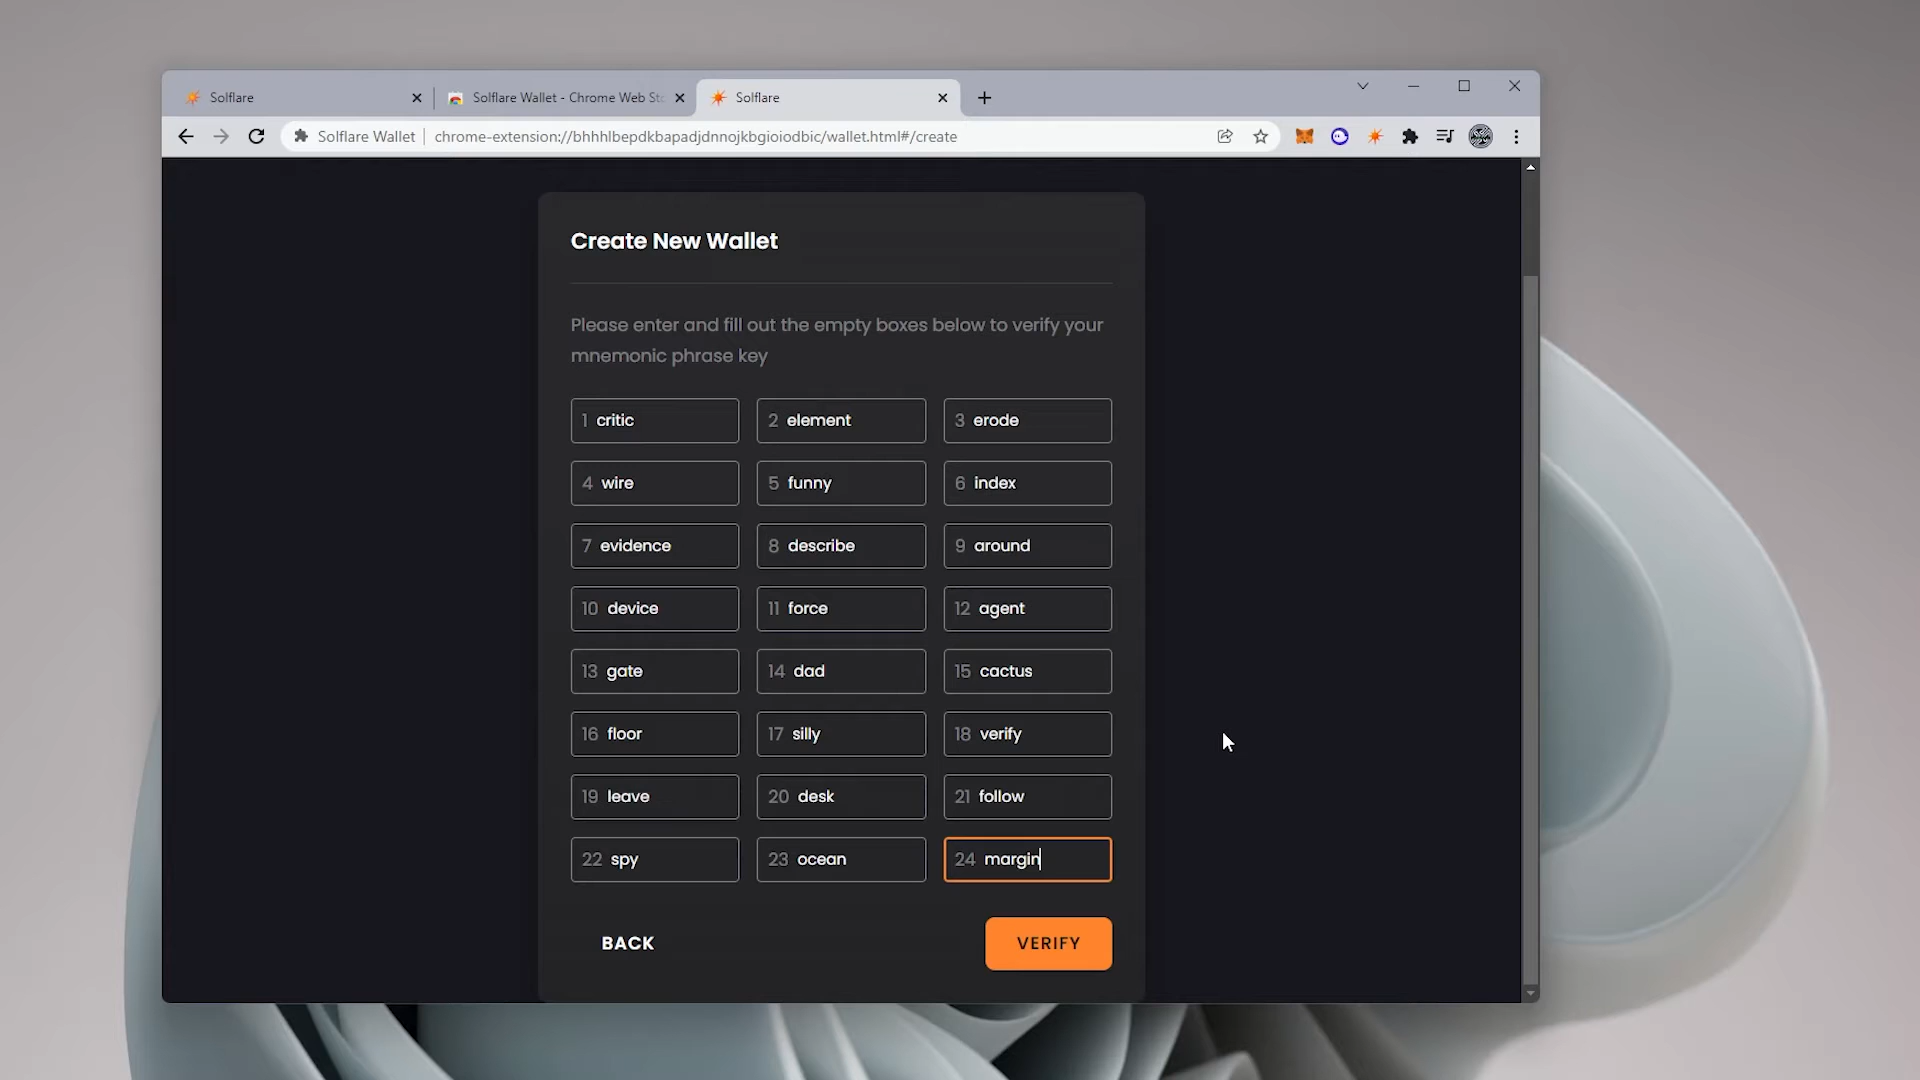 Solflare
Solflare Wallet - Chrome Web Sto
Solflare
Solflare Wallet
chrome-extension://bhhhlbepdkbapadjdnnojkbgioiodbic/wallet.html#/create
Create New Wallet
Please enter and fill out the empty boxes below to verify your
mnemonic phrase key
1 critic
2 element
3 erode
4 wire
5 funny
6 index
7 evidence
8 describe
9 around
10 device
11 force
12 agent
13 gate
14 dad
15 cactus
16 floor
17 silly
18 verify
19 leave
20 desk
21 follow
22 spy
23 ocean
24 margin
BACK
VERIFY